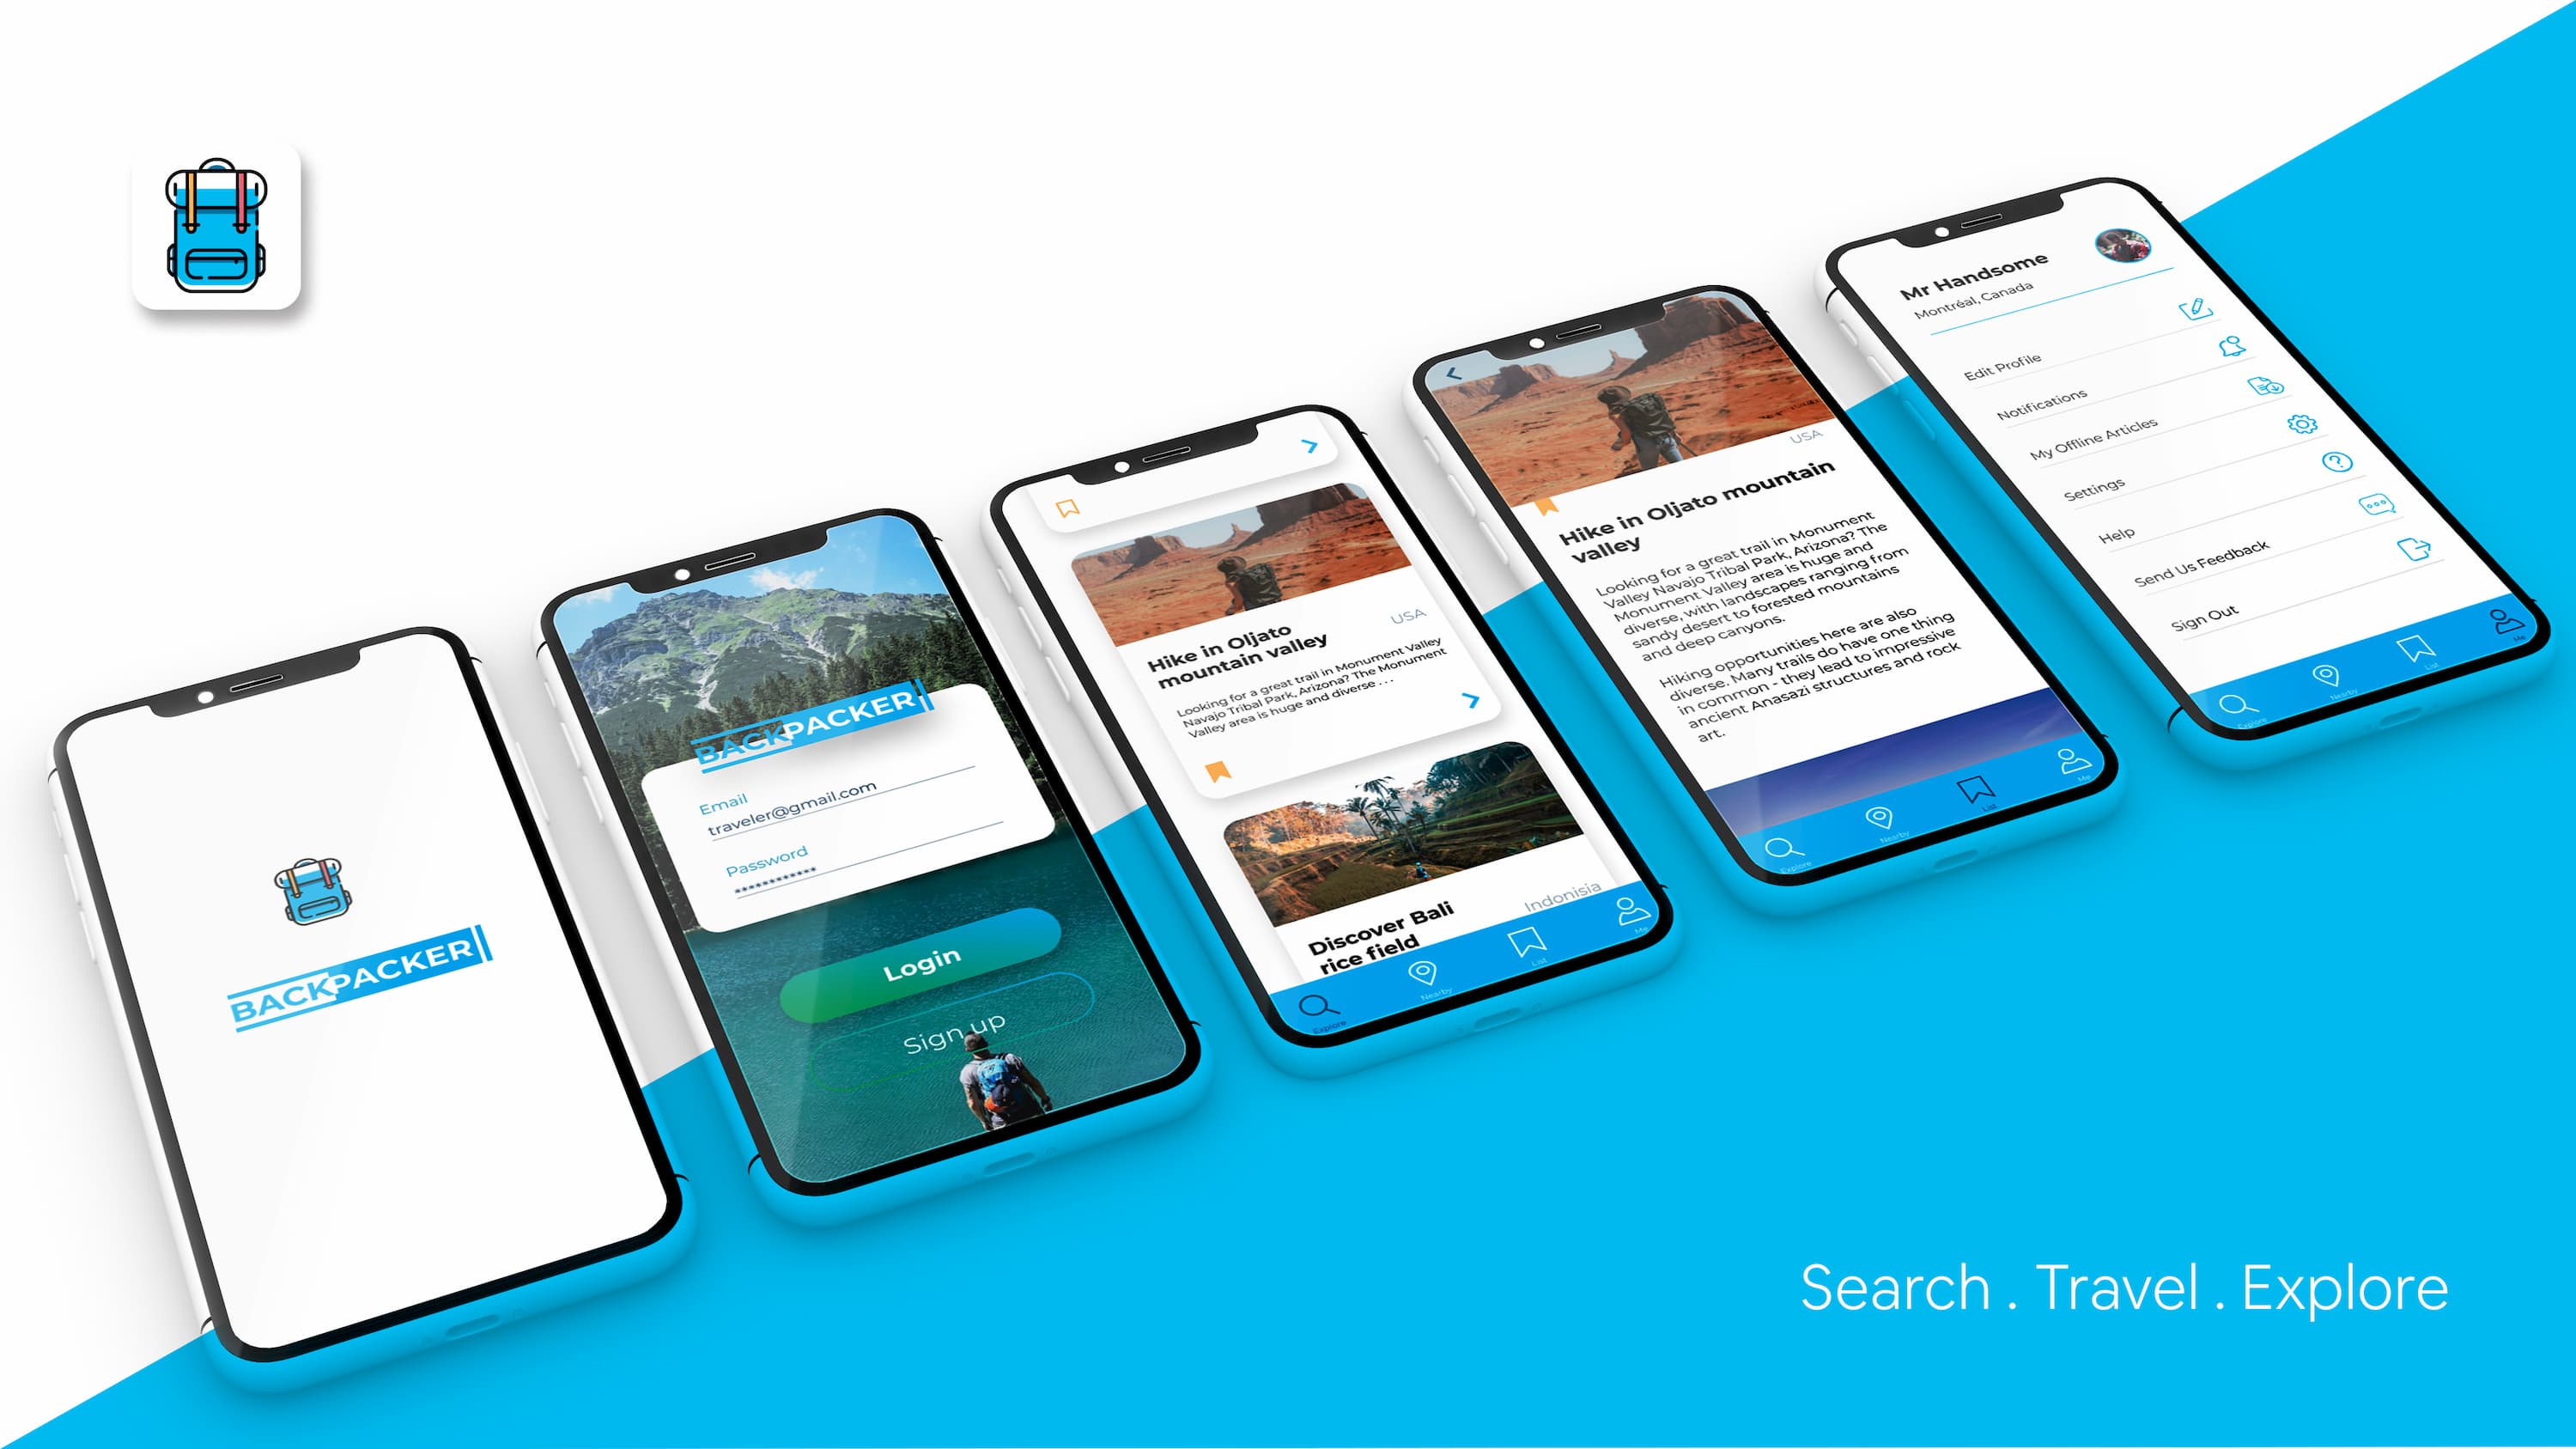 BACKPACKER
BACKPACKER
Email
traveler@gmail.com
Password
************
Login
Sign up
USA
Hike in Oljato
mountain valley
Looking for a great trail in Monument Valley
Navajo Tribal Park, Arizona? The Monument
Valley area is huge and diverse . . .
Indonisia
Discover Bali
rice field
Explore
Nearby
List
Me
USA
Hike in Oljato mountain
valley
Looking for a great trail in Monument
Valley Navajo Tribal Park, Arizona? The
Monument Valley area is huge and
diverse, with landscapes ranging from
sandy desert to forested mountains
and deep canyons.
Hiking opportunities here are also
diverse. Many trails do have one thing
in common - they lead to impressive
ancient Anasazi structures and rock
art.
Explore
Nearby
List
Me
Mr Handsome
Montréal, Canada
Edit Profile
Notifications
My Offline Articles
Settings
Help
Send Us Feedback
Sign Out
Explore
Nearby
List
Me
Search . Travel . Explore